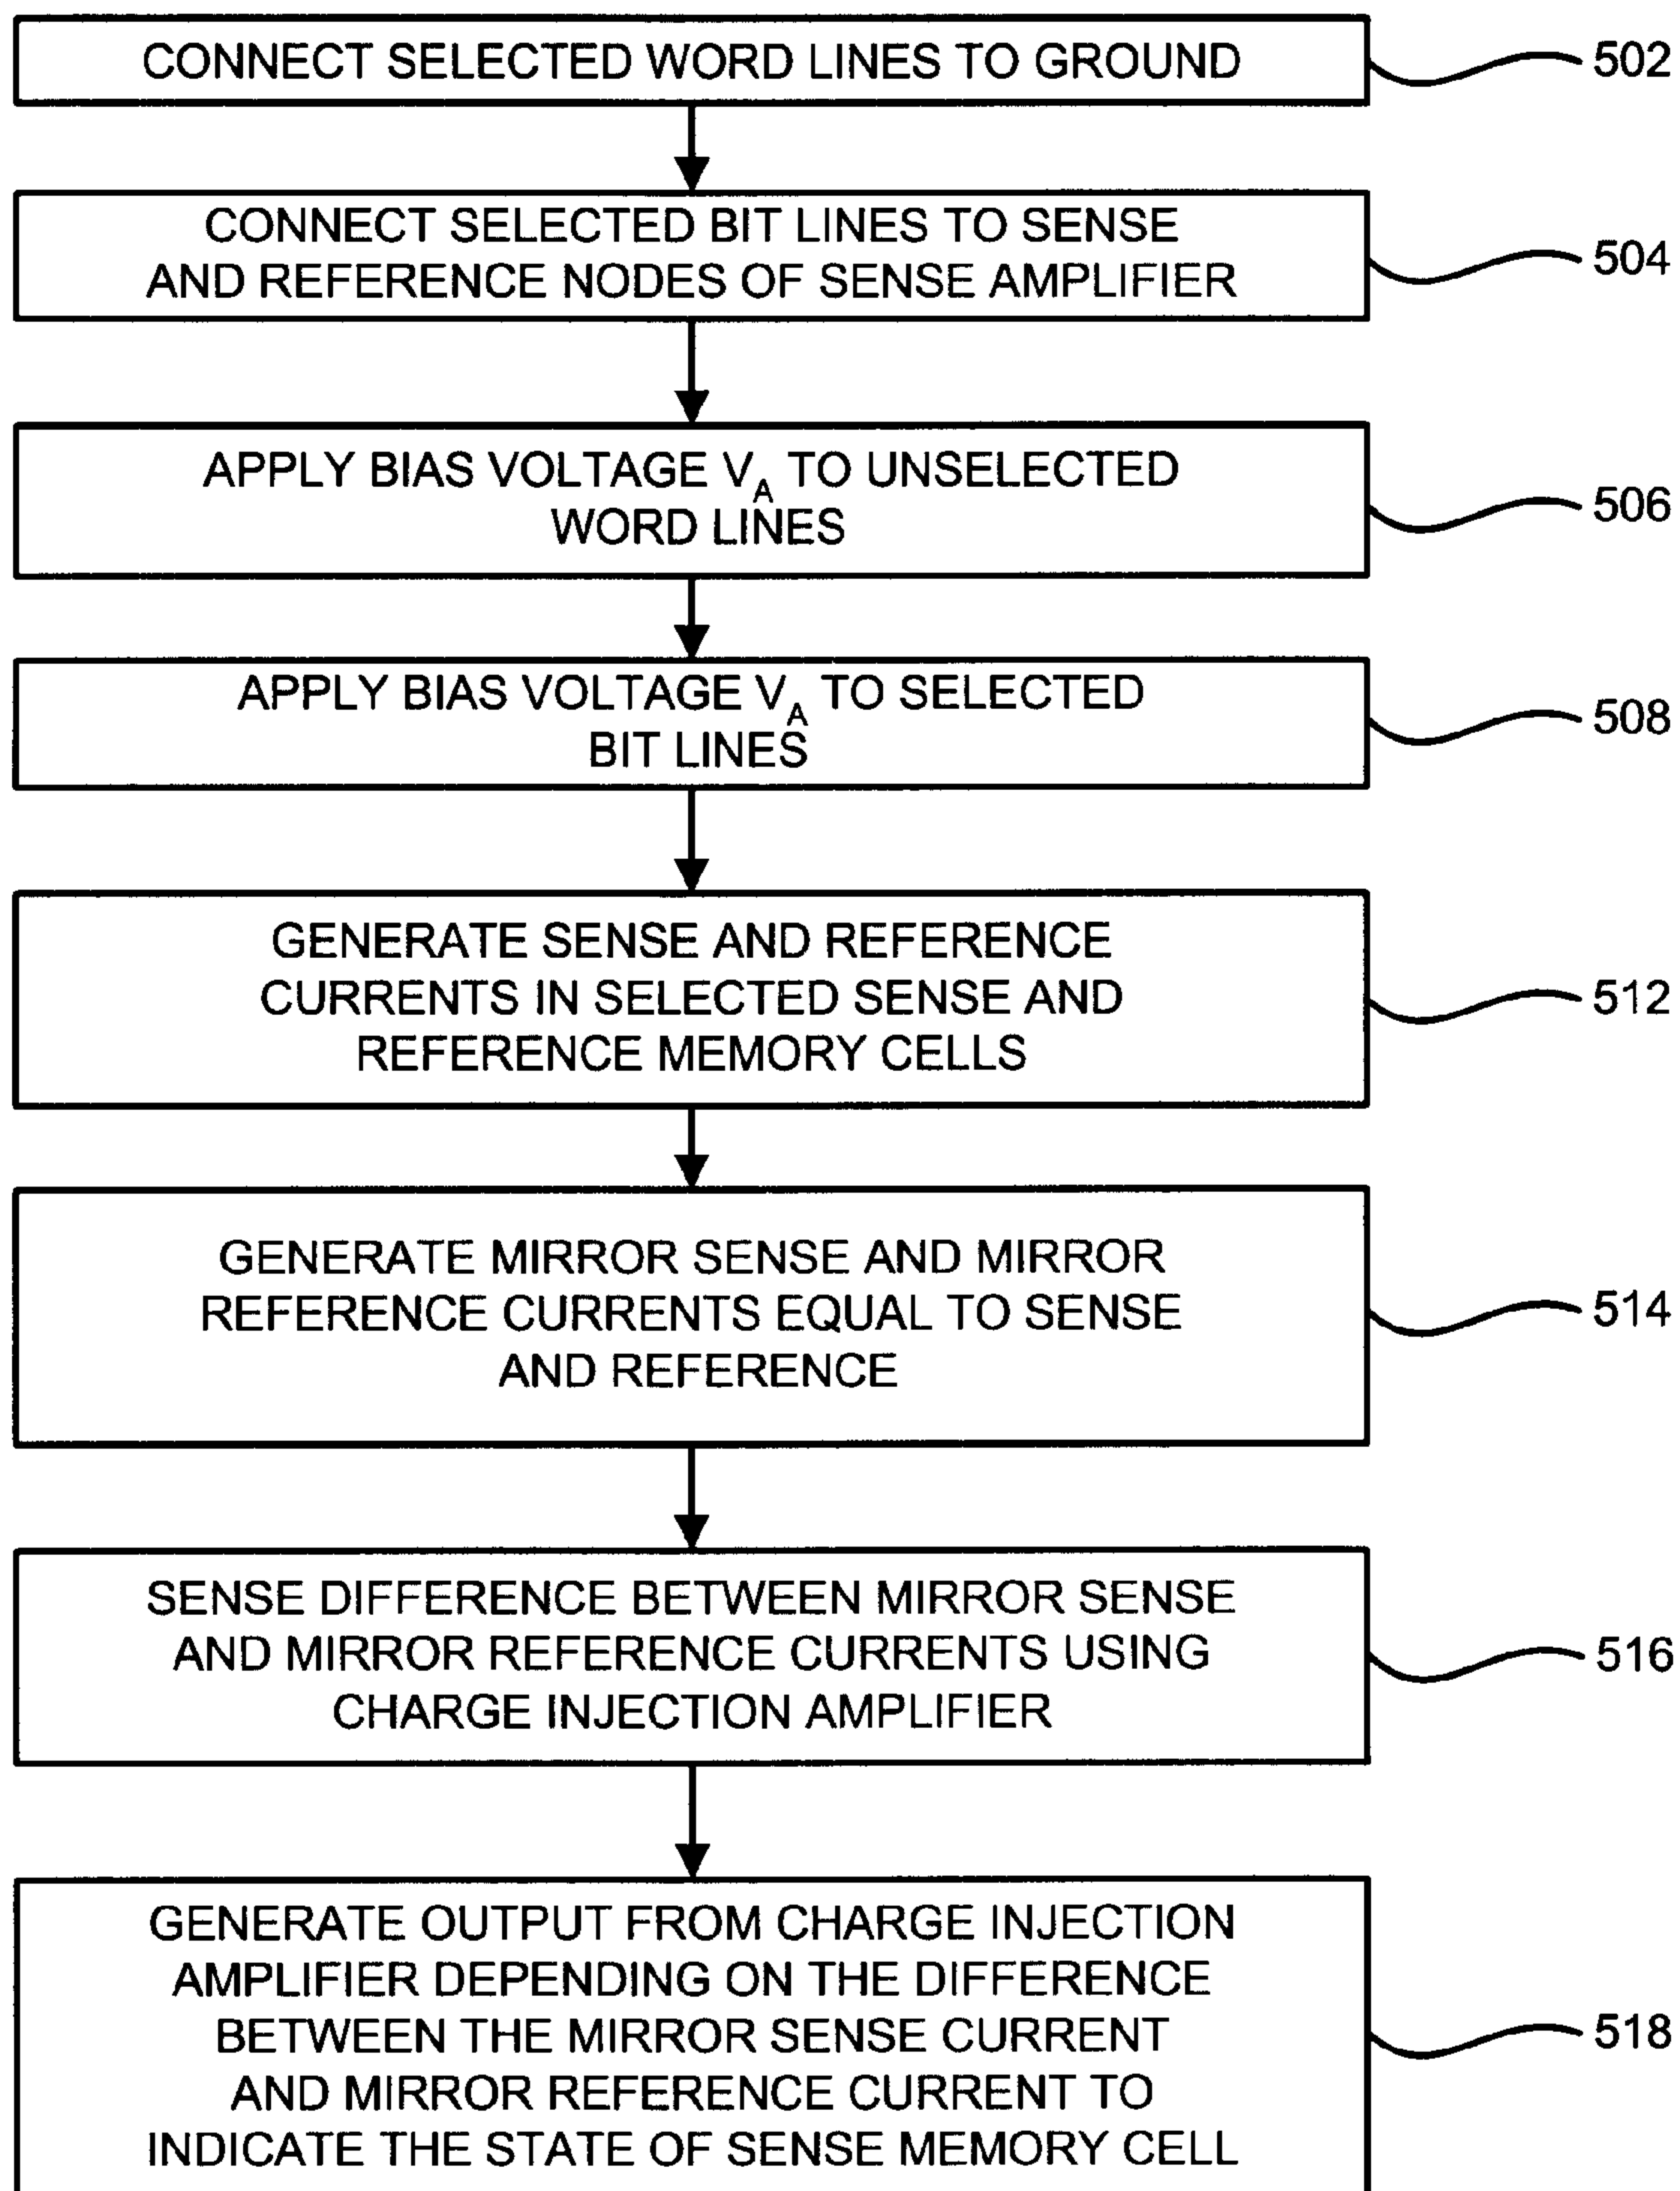 CONNECT SELECTED WORD LINES TO GROUND
502
CONNECT SELECTED BIT LINES TO SENSE
AND REFERENCE NODES OF SENSE AMPLIFIER
504
APPLY BIAS VOLTAGE VA TO UNSELECTED
WORD LINES
506
APPLY BIAS VOLTAGE VA TO SELECTED
BIT LINES
508
GENERATE SENSE AND REFERENCE
CURRENTS IN SELECTED SENSE AND
REFERENCE MEMORY CELLS
512
GENERATE MIRROR SENSE AND MIRROR
REFERENCE CURRENTS EQUAL TO SENSE
AND REFERENCE
514
SENSE DIFFERENCE BETWEEN MIRROR SENSE
AND MIRROR REFERENCE CURRENTS USING
CHARGE INJECTION AMPLIFIER
516
GENERATE OUTPUT FROM CHARGE INJECTION
AMPLIFIER DEPENDING ON THE DIFFERENCE
BETWEEN THE MIRROR SENSE CURRENT
AND MIRROR REFERENCE CURRENT TO
INDICATE THE STATE OF SENSE MEMORY CELL
518